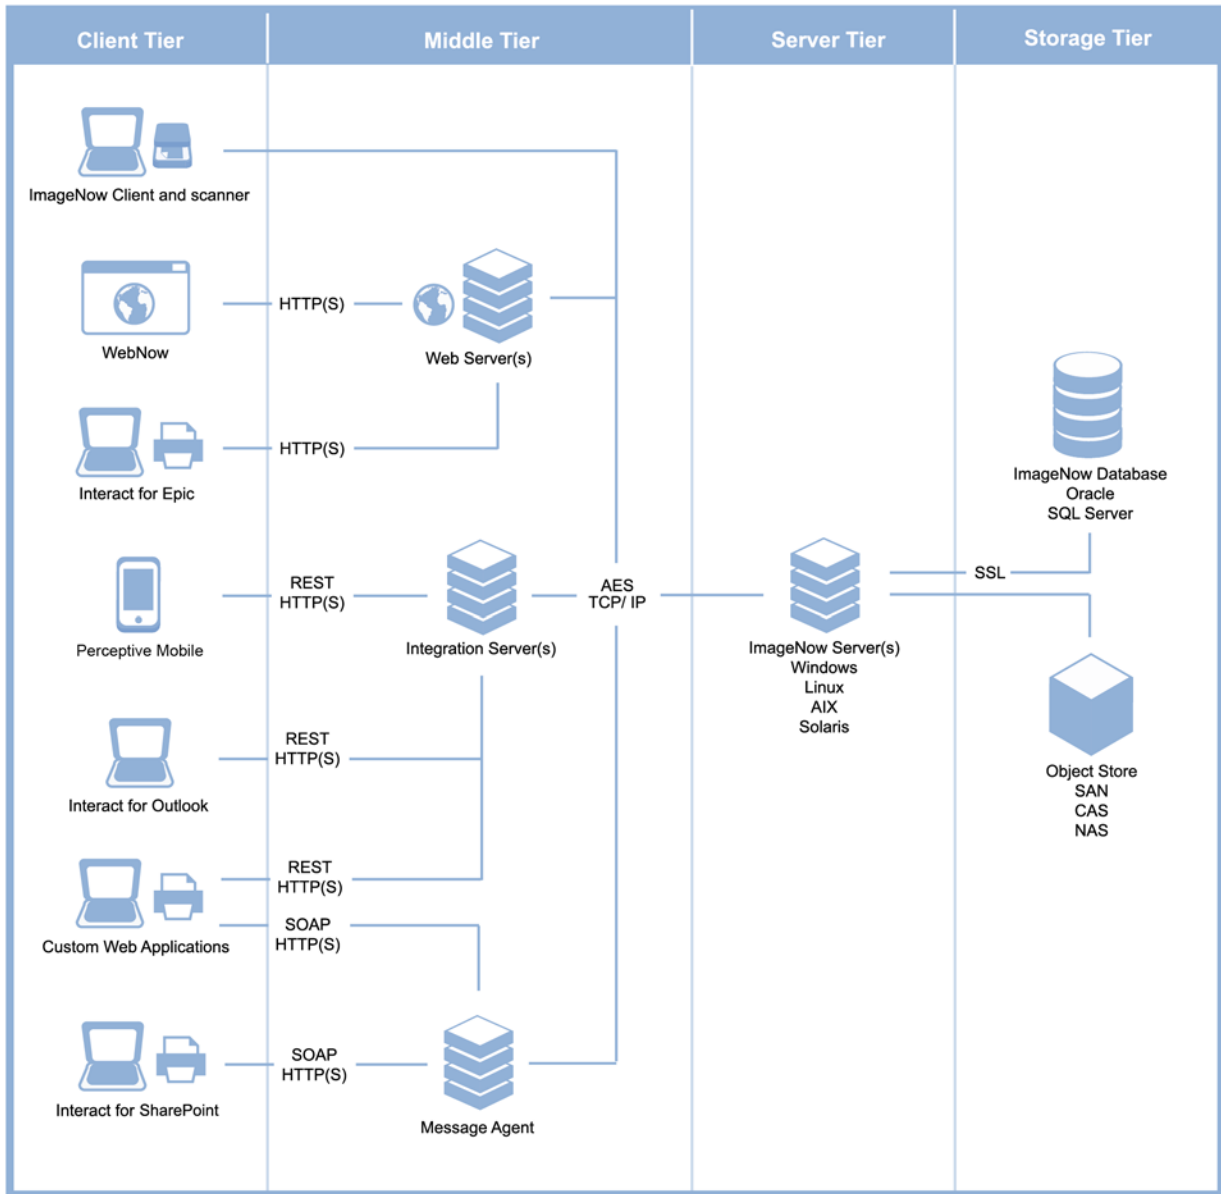 Client Tier
Middle Tier
Server Tier
Storage Tier
ImageNow Client and scanner
WebNow
HTTP(S)
Web Server(s)
Interact for Epic
HTTP(S)
ImageNow Database
Oracle
SQL Server
Perceptive Mobile
REST
HTTP(S)
Integration Server(s)
AES
TCP/ IP
ImageNow Server(s)
Windows
Linux
AIX
Solaris
SSL
Interact for Outlook
REST
HTTP(S)
Object Store
SAN
CAS
NAS
Custom Web Applications
REST
HTTP(S)
SOAP
HTTP(S)
Interact for SharePoint
SOAP
HTTP(S)
Message Agent